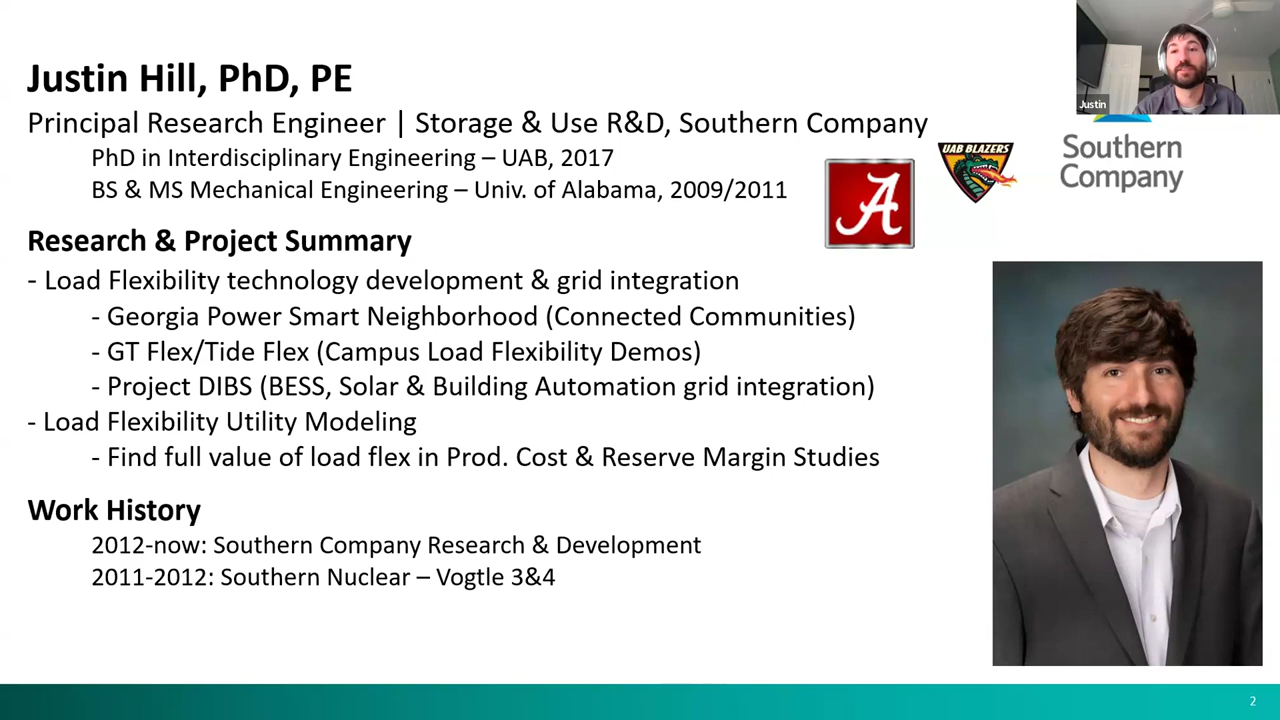 Justin Hill, PhD, PE
Principal Research Engineer | Storage & Use R&D, Southern Company
PhD in Interdisciplinary Engineering – UAB, 2017
BS & MS Mechanical Engineering – Univ. of Alabama, 2009/2011
A
UAB BLAZERS
Justin
Southern
Company
Research & Project Summary
- Load Flexibility technology development & grid integration
- Georgia Power Smart Neighborhood (Connected Communities)
- GT Flex/Tide Flex (Campus Load Flexibility Demos)
- Project DIBS (BESS, Solar & Building Automation grid integration)
- Load Flexibility Utility Modeling
- Find full value of load flex in Prod. Cost & Reserve Margin Studies
Work History
2012-now: Southern Company Research & Development
2011-2012: Southern Nuclear – Vogtle 3&4
2